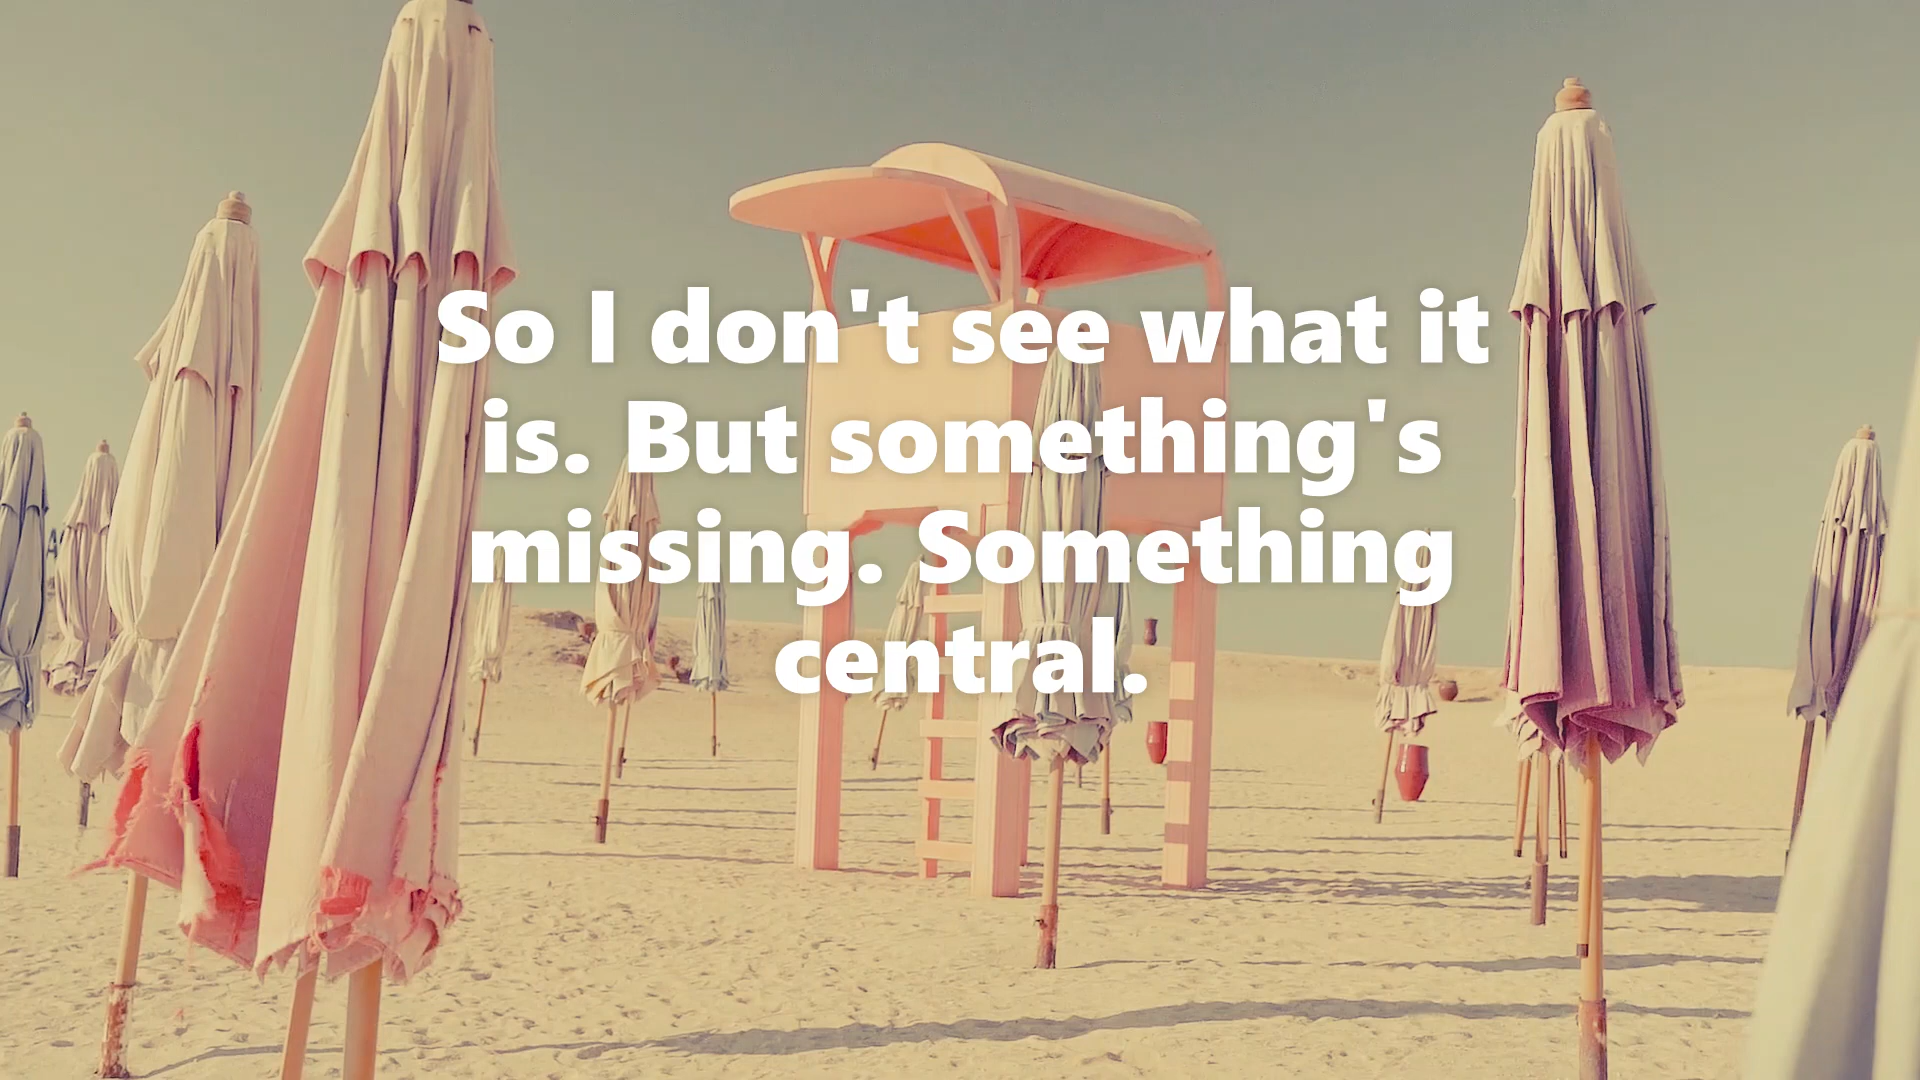 So I don't see what it
is. But something's
missing. Something
central.